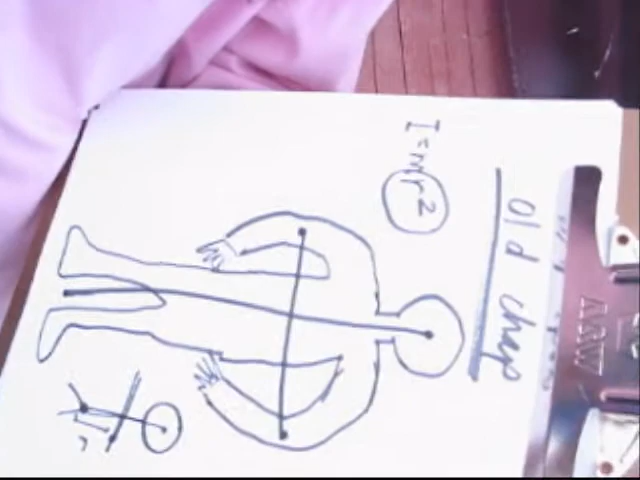 old chap
I = Mr²
r